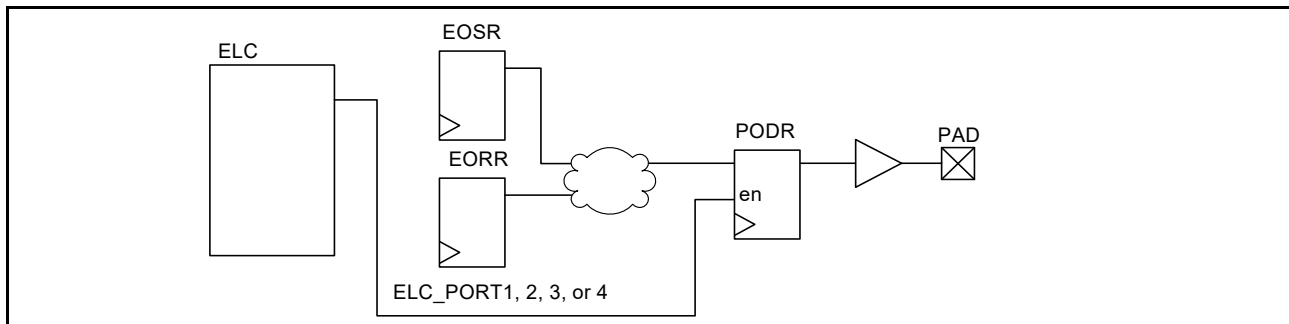 EOSR
ELC
PODR
PAD
EORR
en
ELC_PORT1, 2, 3, or 4